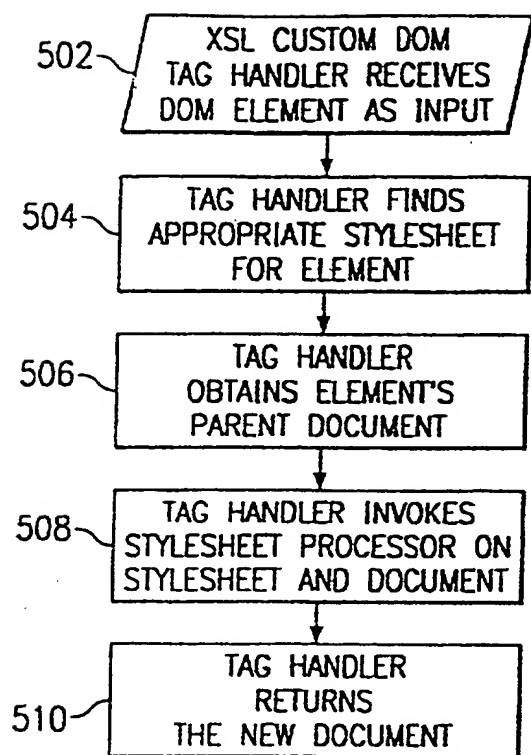 502
XSL CUSTOM DOM
TAG HANDLER RECEIVES
DOM ELEMENT AS INPUT
504
TAG HANDLER FINDS
APPROPRIATE STYLESHEET
FOR ELEMENT
506
TAG HANDLER
OBTAINS ELEMENT'S
PARENT DOCUMENT
508
TAG HANDLER INVOKES
STYLESHEET PROCESSOR ON
STYLESHEET AND DOCUMENT
510
TAG HANDLER
RETURNS
THE NEW DOCUMENT